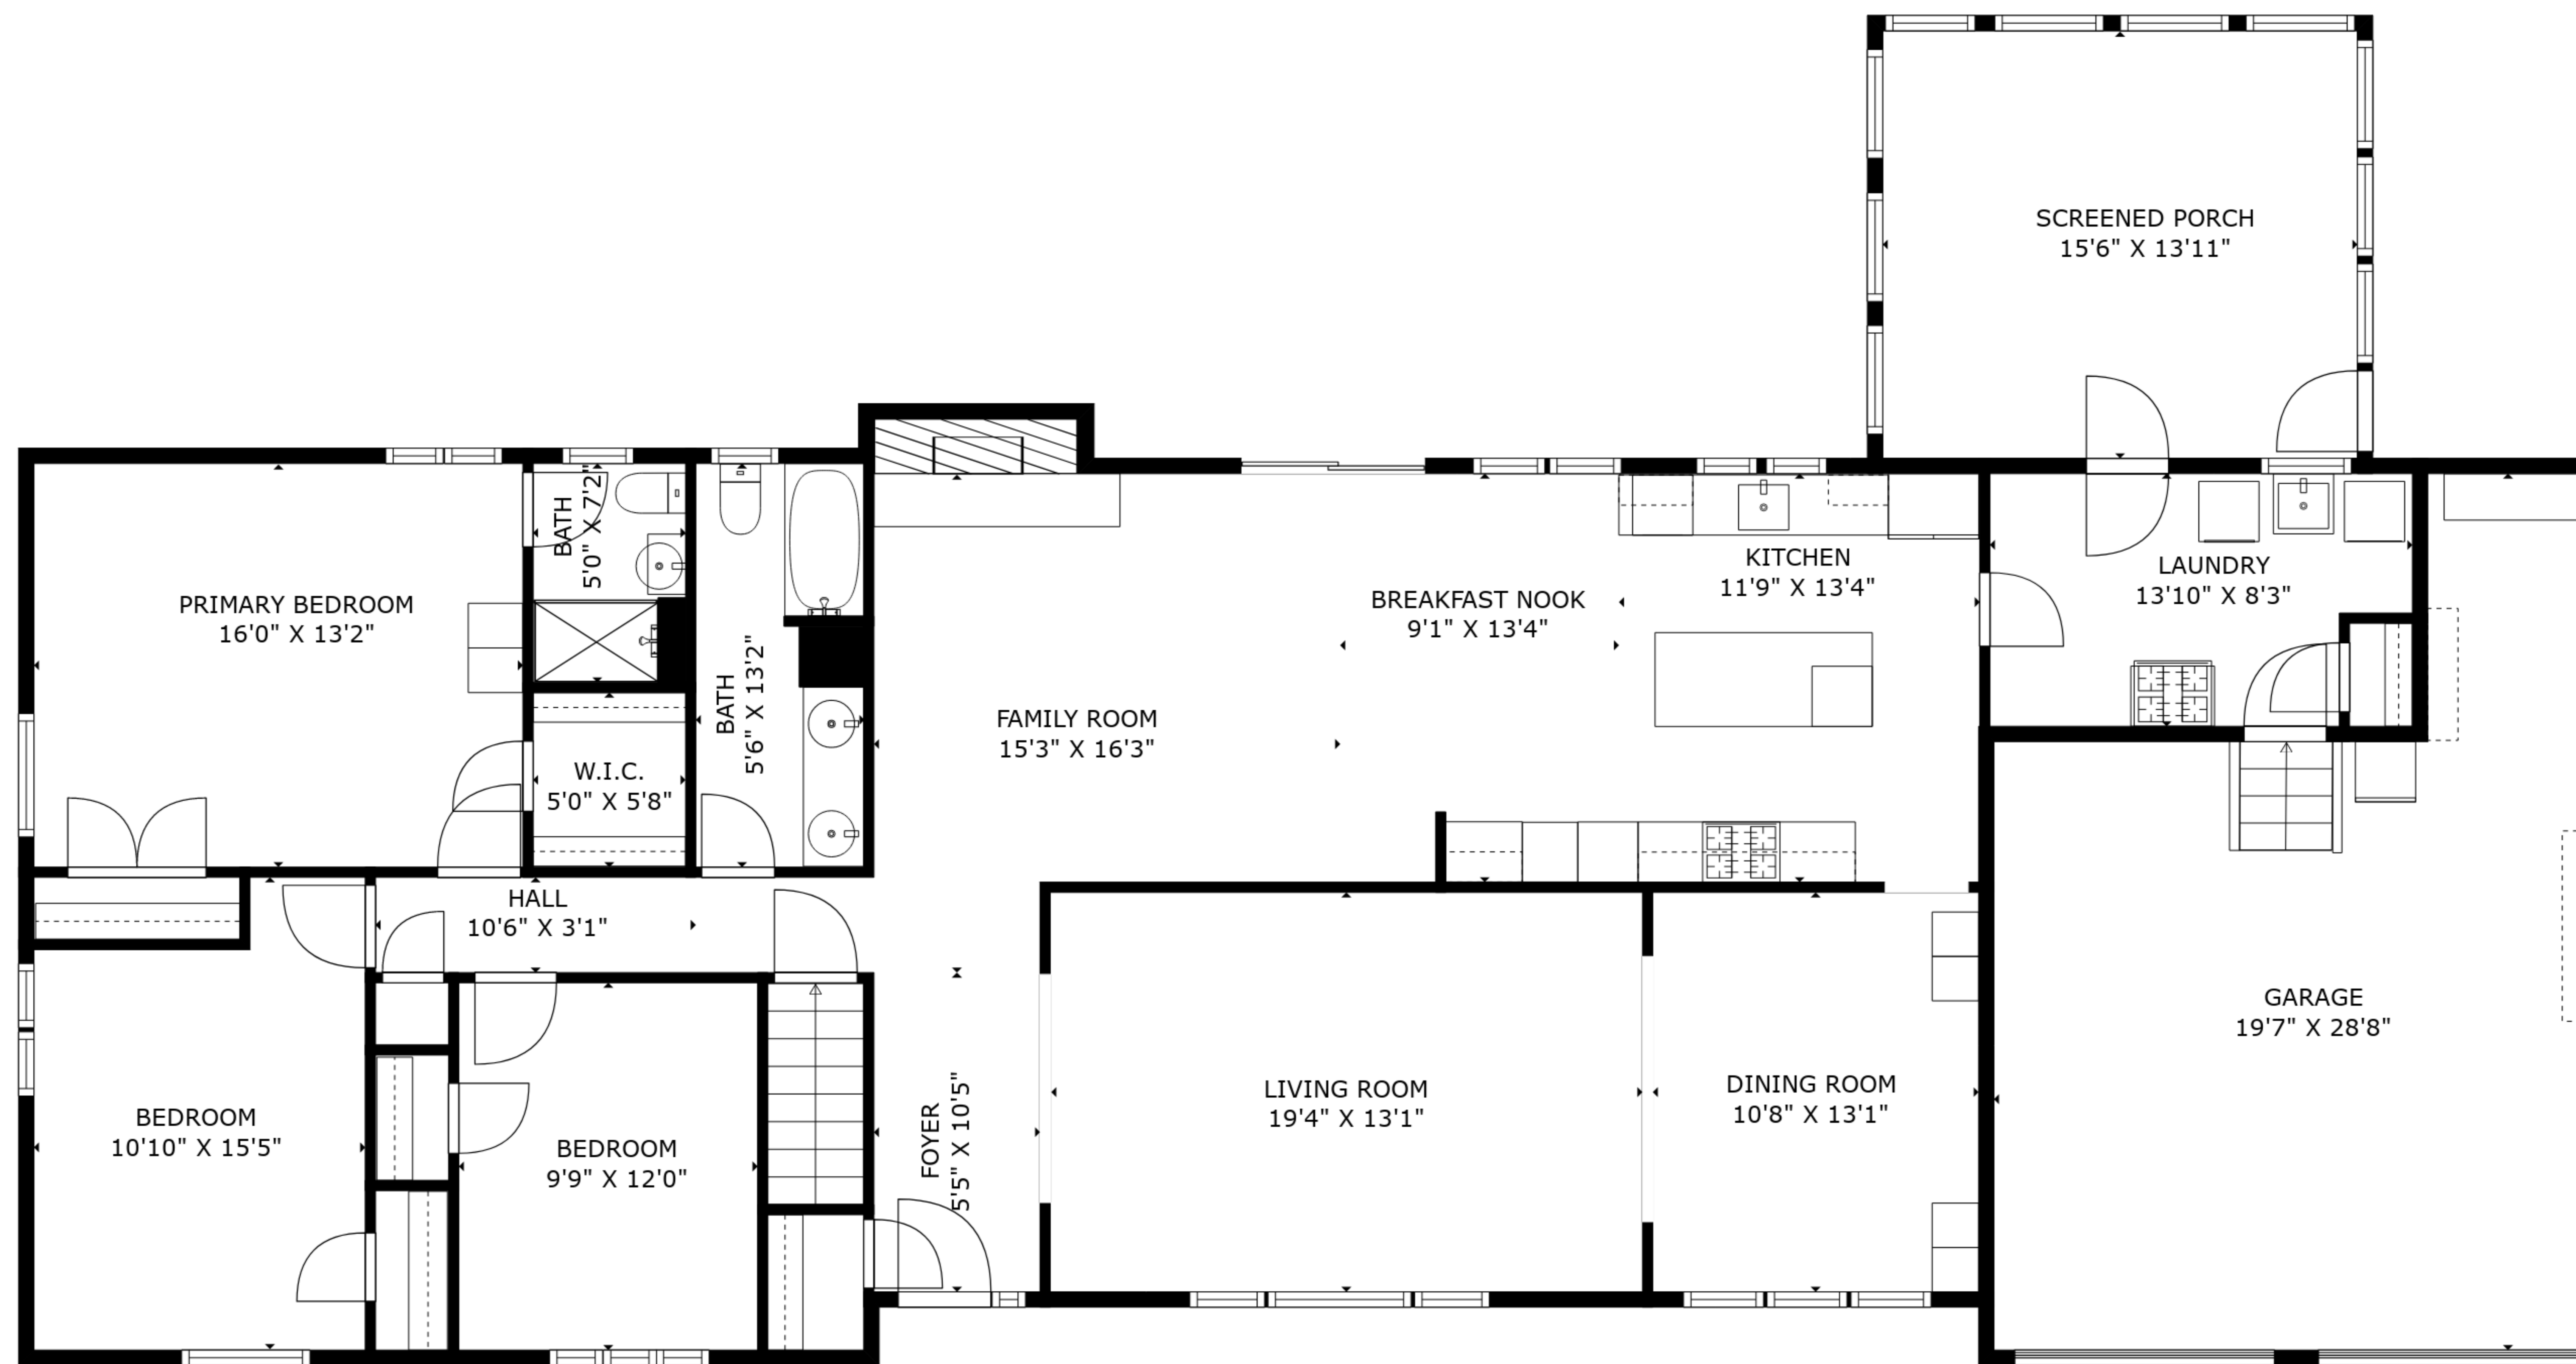 SCREENED PORCH
15'6" X 13'11"
PRIMARY BEDROOM
16'0" X 13'2"
BATH
5'0" X 7'2"
BATH
5'6" X 13'2"
W.I.C.
5'0" X 5'8"
FAMILY ROOM
15'3" X 16'3"
BREAKFAST NOOK
9'1" X 13'4"
KITCHEN
11'9" X 13'4"
LAUNDRY
13'10" X 8'3"
HALL
10'6" X 3'1"
BEDROOM
10'10" X 15'5"
BEDROOM
9'9" X 12'0"
FOYER
5'5" X 10'5"
LIVING ROOM
19'4" X 13'1"
DINING ROOM
10'8" X 13'1"
GARAGE
19'7" X 28'8"